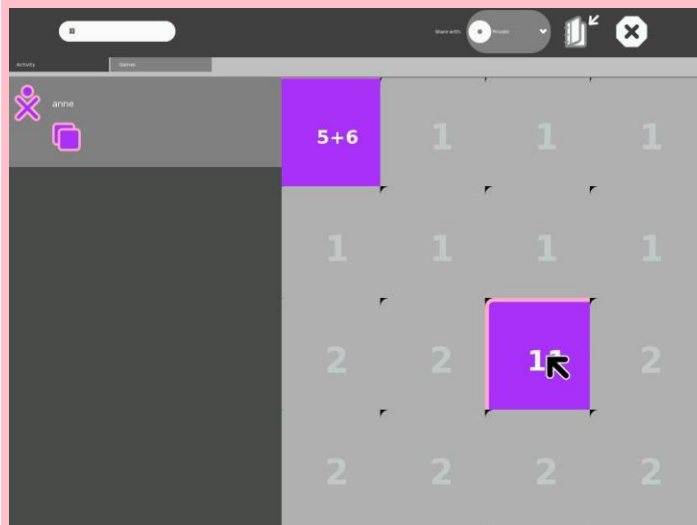 Share with: Private
Activity Games
anne
5+6 1 1 1
1 1 1 1
2 2 11 2
2 2 2 2